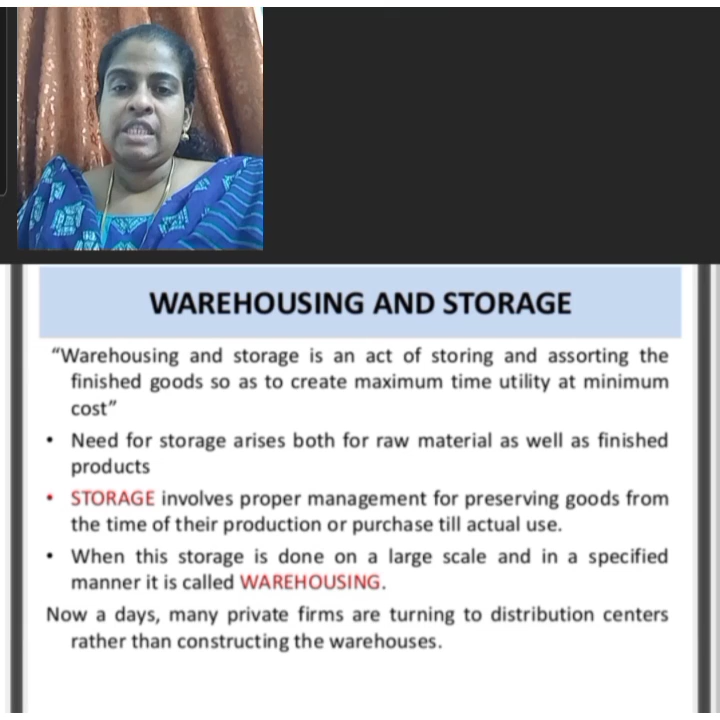 WAREHOUSING AND STORAGE
“Warehousing and storage is an act of storing and assorting the
finished goods so as to create maximum time utility at minimum
cost”
• Need for storage arises both for raw material as well as finished
products
• STORAGE involves proper management for preserving goods from
the time of their production or purchase till actual use.
• When this storage is done on a large scale and in a specified
manner it is called WAREHOUSING.
Now a days, many private firms are turning to distribution centers
rather than constructing the warehouses.